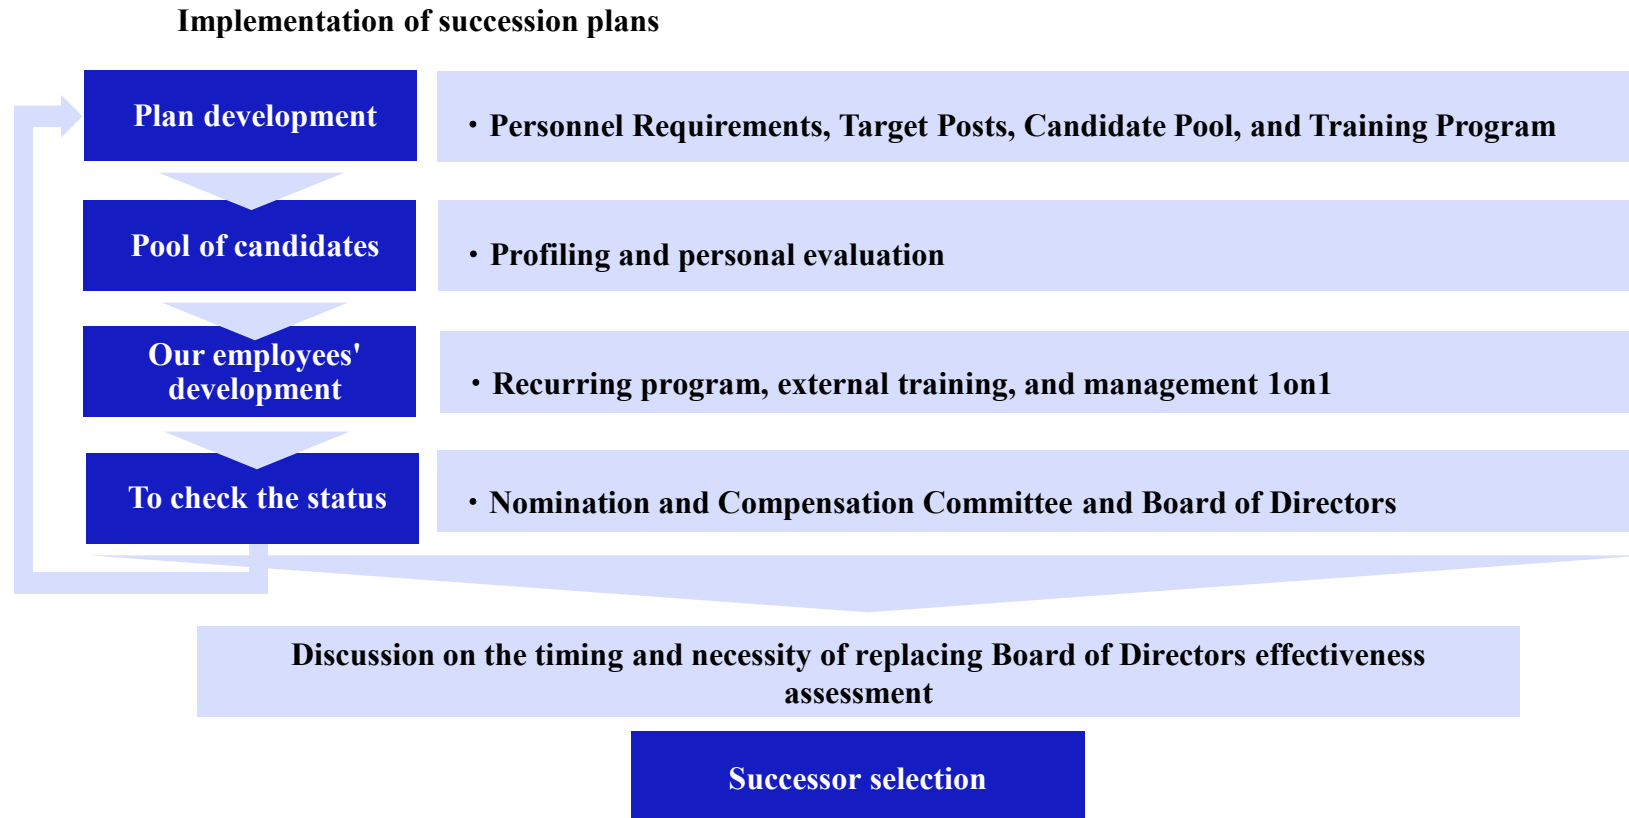 Implementation of succession plans
Plan development
・Personnel Requirements, Target Posts, Candidate Pool, and Training Program
Pool of candidates
・Profiling and personal evaluation
Our employees'
development
・Recurring program, external training, and management 1on1
To check the status
・Nomination and Compensation Committee and Board of Directors
Discussion on the timing and necessity of replacing Board of Directors effectiveness
assessment
Successor selection